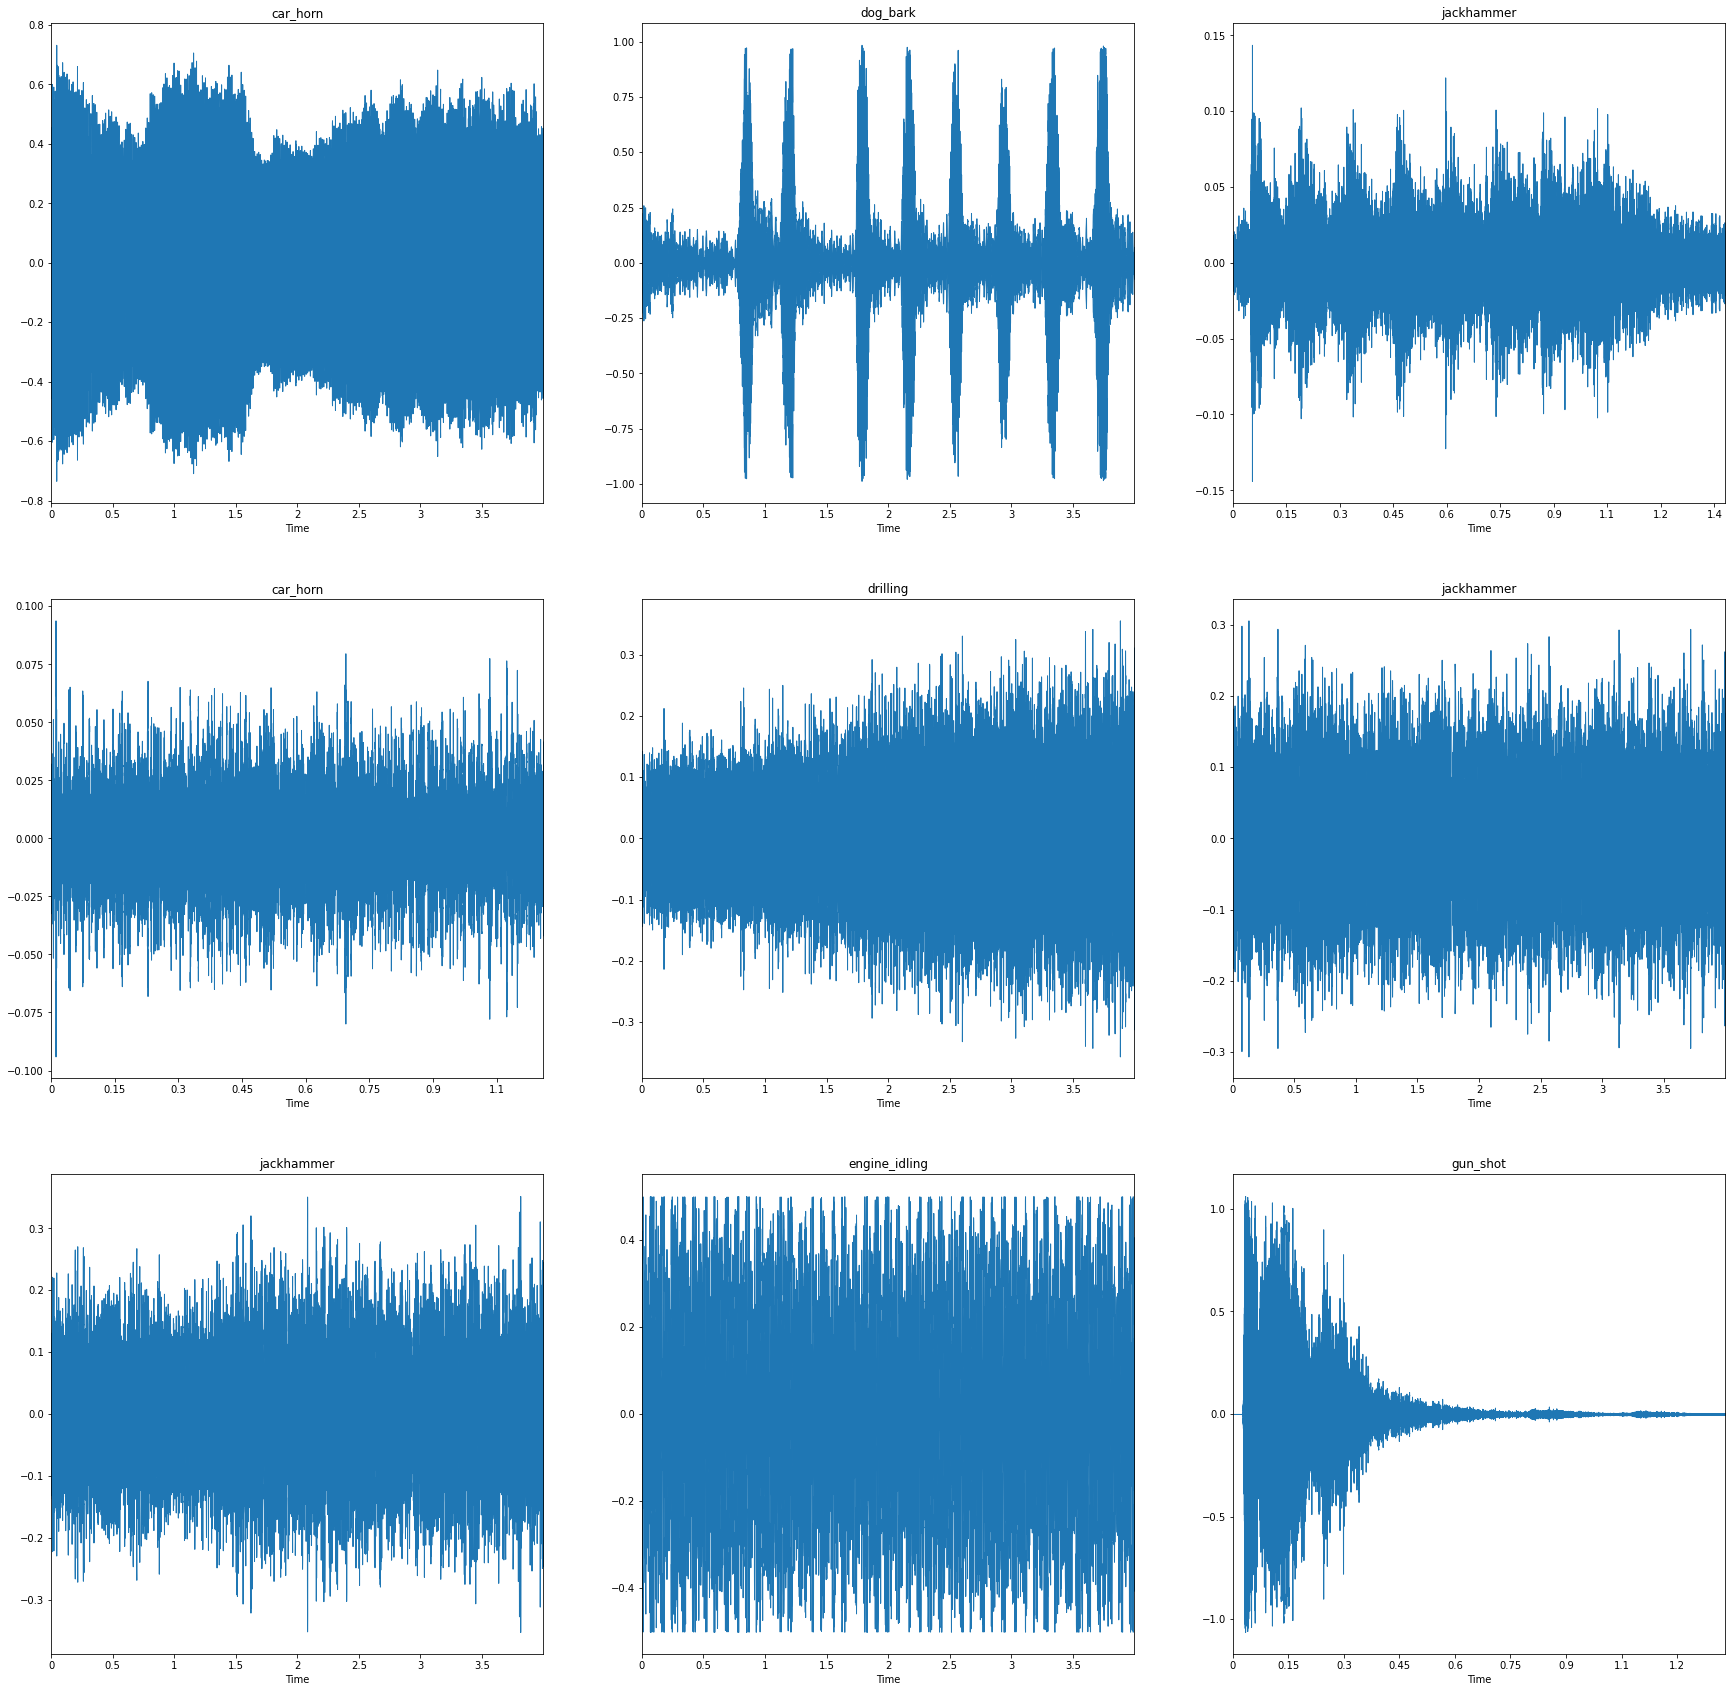 car_horn
dog_bark
jackhammer
0.8
0.6
0.4
0.2
0.0
−0.2
−0.4
−0.6
−0.8
0 0.5 1 1.5 2 2.5 3 3.5
Time
1.00
0.75
0.50
0.25
0.00
−0.25
−0.50
−0.75
−1.00
0 0.5 1 1.5 2 2.5 3 3.5
Time
0.15
0.10
0.05
0.00
−0.05
−0.10
−0.15
0 0.15 0.3 0.45 0.6 0.75 0.9 1.1 1.2 1.4
Time
car_horn
drilling
jackhammer
0.100
0.075
0.050
0.025
0.000
−0.025
−0.050
−0.075
−0.100
0 0.15 0.3 0.45 0.6 0.75 0.9 1.1
Time
0.3
0.2
0.1
0.0
−0.1
−0.2
−0.3
0 0.5 1 1.5 2 2.5 3 3.5
Time
0.3
0.2
0.1
0.0
−0.1
−0.2
−0.3
0 0.5 1 1.5 2 2.5 3 3.5
Time
jackhammer
engine_idling
gun_shot
0.3
0.2
0.1
0.0
−0.1
−0.2
−0.3
0 0.5 1 1.5 2 2.5 3 3.5
Time
0.4
0.2
0.0
−0.2
−0.4
0 0.5 1 1.5 2 2.5 3 3.5
Time
1.0
0.5
0.0
−0.5
−1.0
0 0.15 0.3 0.45 0.6 0.75 0.9 1.1 1.2
Time